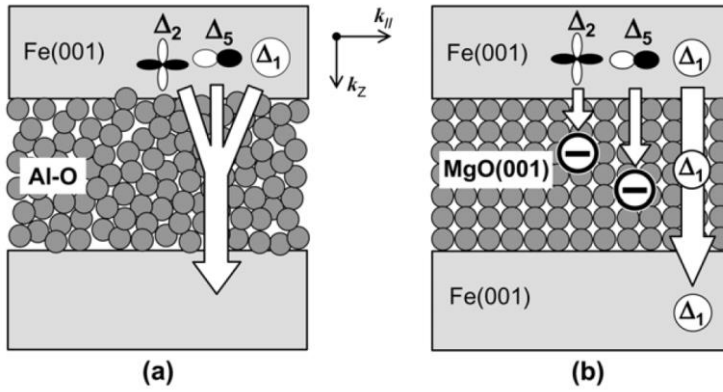 Fe(001)
Δ₂
Δ₅
Δ₁
Al-O
(a)
k//
kz
Fe(001)
Δ₂
Δ₅
Δ₁
MgO(001)
Δ₁
Fe(001)
Δ₁
(b)